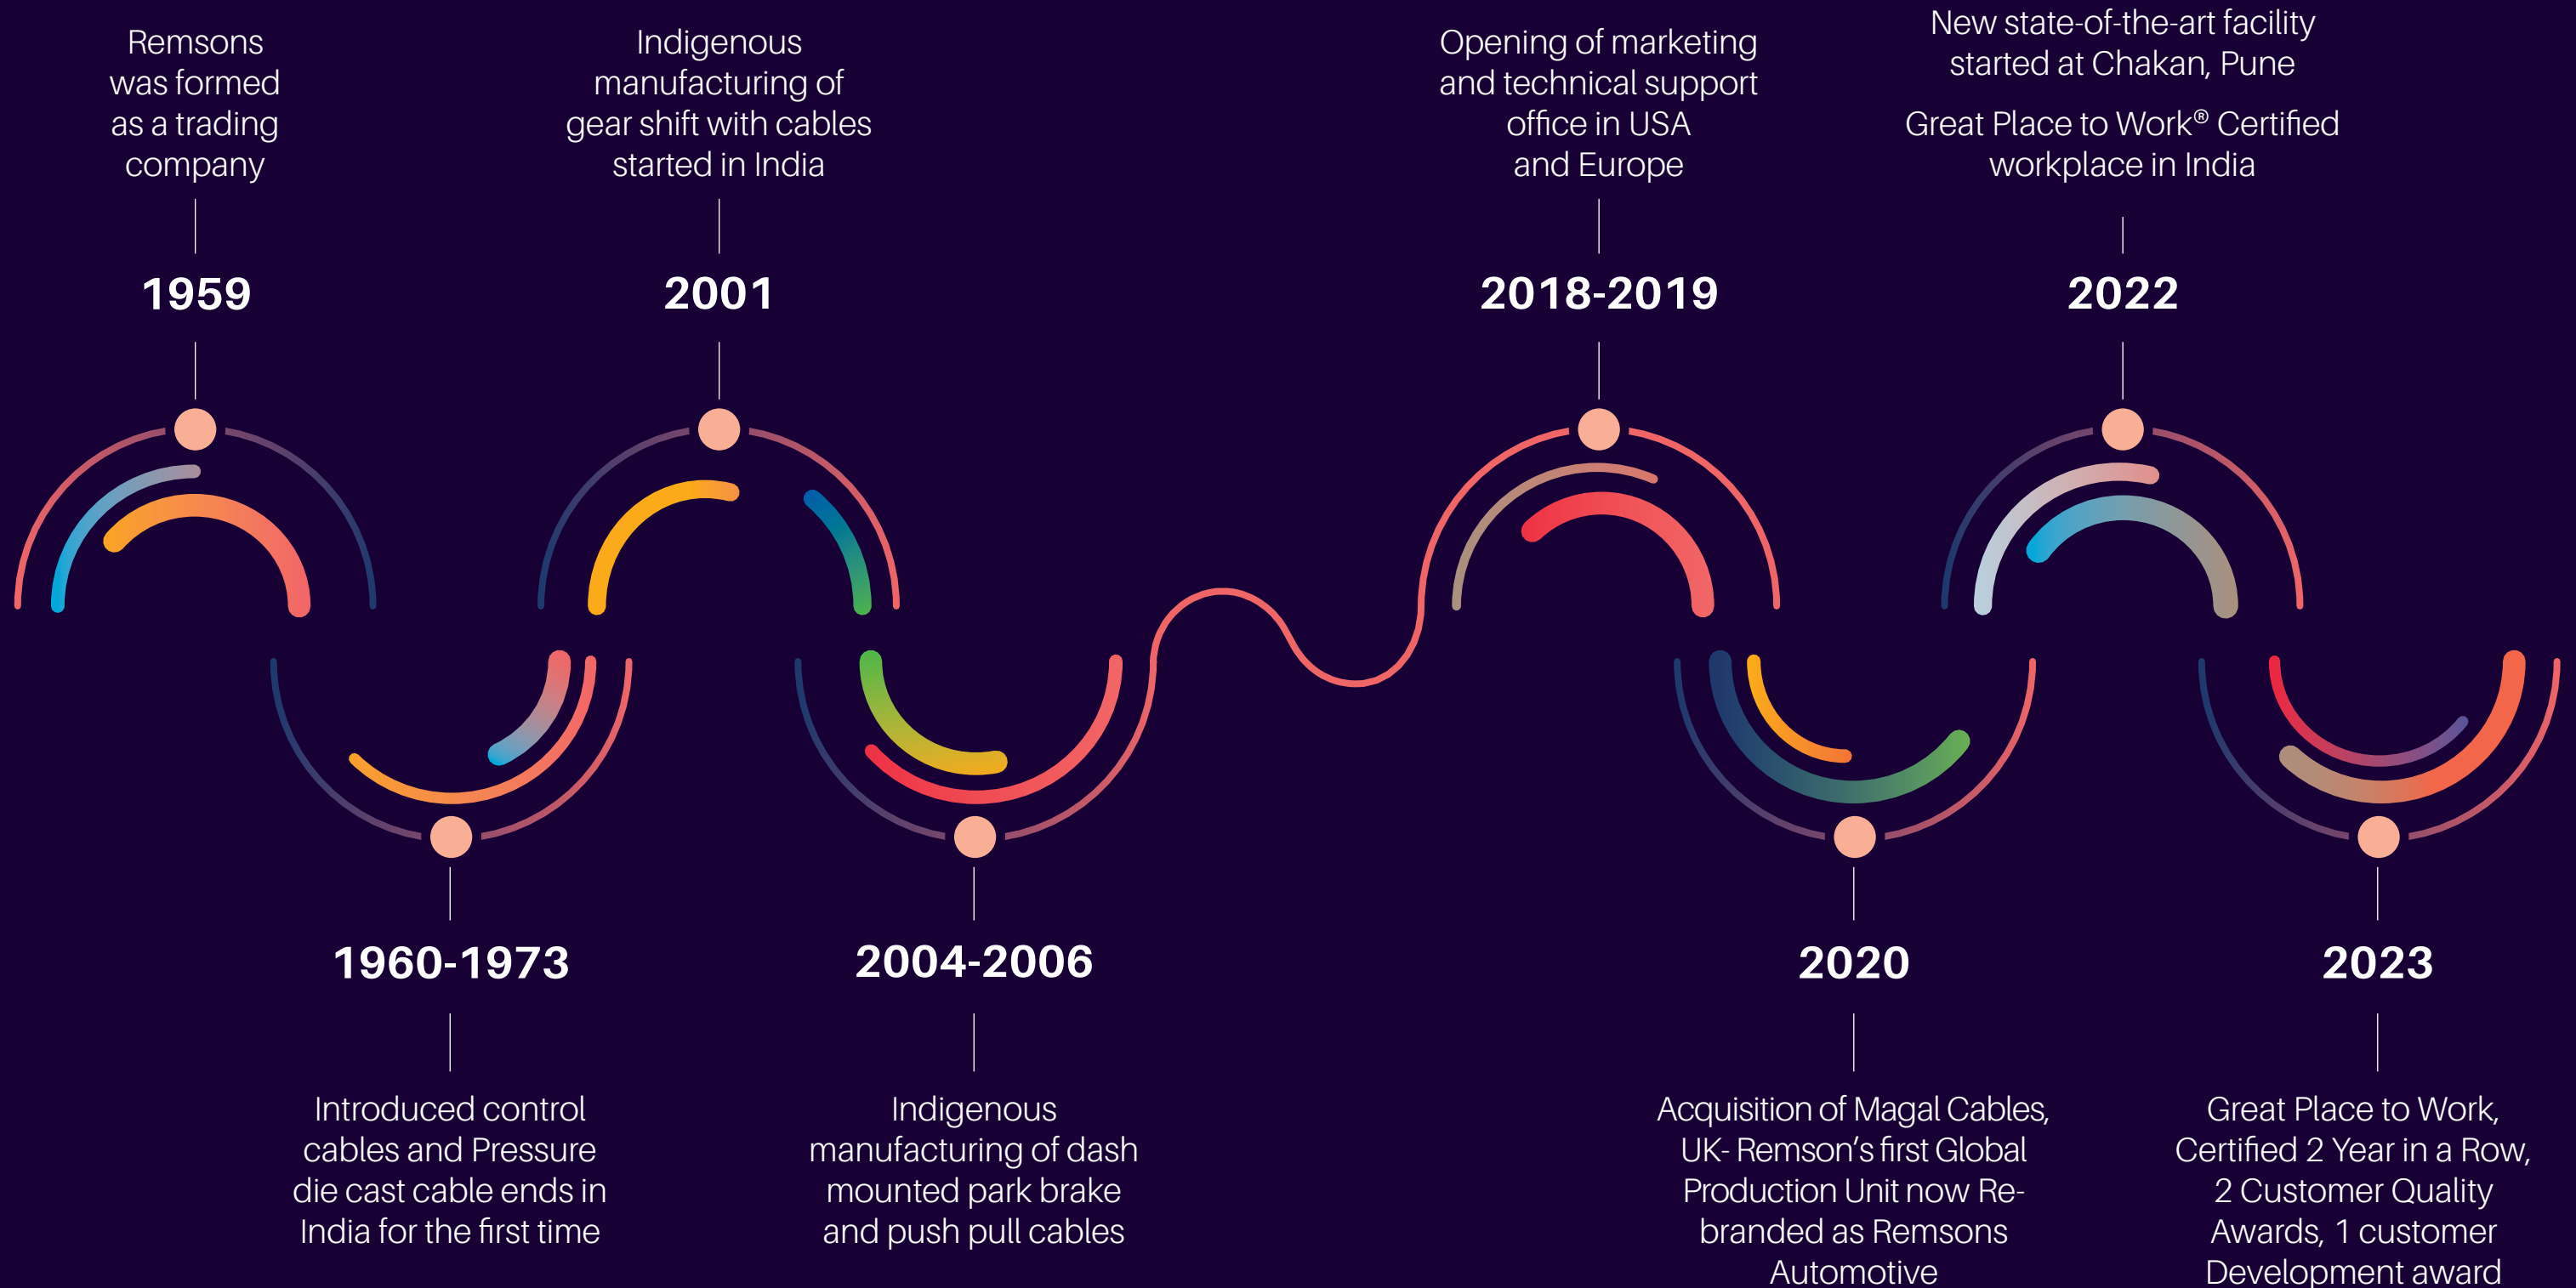 Remsons
was formed
as a trading
company
1959
1960-1973
Introduced control
cables and Pressure
die cast cable ends in
India for the first time
Indigenous
manufacturing of
gear shift with cables
started in India
2001
2004-2006
Indigenous
manufacturing of dash
mounted park brake
and push pull cables
Opening of marketing
and technical support
office in USA
and Europe
2018-2019
2020
Acquisition of Magal Cables,
UK- Remson’s first Global
Production Unit now Re-
branded as Remsons
Automotive
New state-of-the-art facility
started at Chakan, Pune
Great Place to Work® Certified
workplace in India
2022
2023
Great Place to Work,
Certified 2 Year in a Row,
2 Customer Quality
Awards, 1 customer
Development award